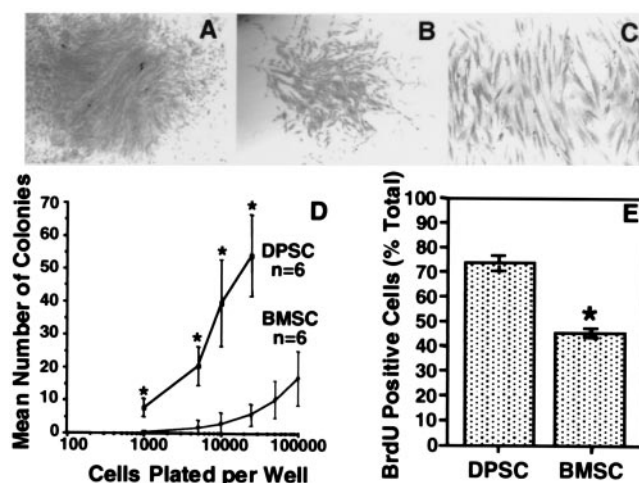 A
B
C
D
Mean Number of Colonies
70
60
50
40
30
20
10
0
100
1000
10000
100000
Cells Plated per Well
*
*
*
*
DPSC
n=6
BMSC
n=6
E
BrdU Positive Cells (% Total)
100
90
80
70
60
50
40
30
20
10
0
*
DPSC
BMSC